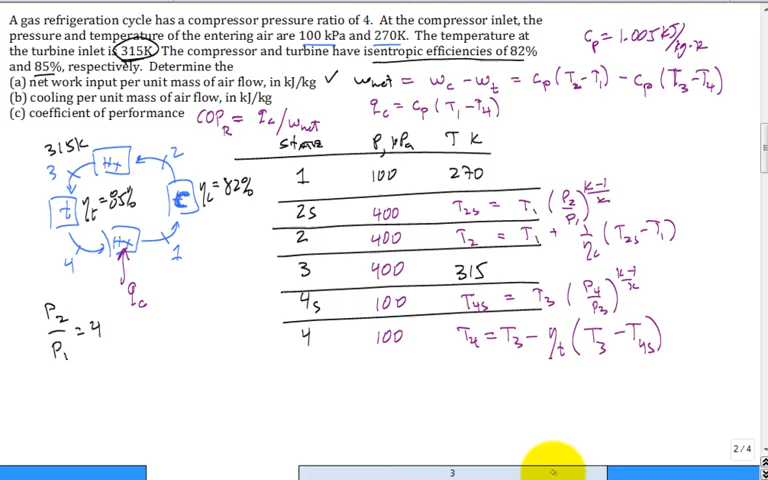 A gas refrigeration cycle has a compressor pressure ratio of 4. At the compressor inlet, the
pressure and temperature of the entering air are 100 kPa and 270K. The temperature at
the turbine inlet is 315K. The compressor and turbine have isentropic efficiencies of 82%
and 85%, respectively. Determine the
(a) net work input per unit mass of air flow, in kJ/kg
(b) cooling per unit mass of air flow, in kJ/kg
(c) coefficient of performance
Cp = 1.005 kJ/kg·K
✓ Wnet = Wc − Wt = Cp (T2−T1) − Cp (T3−T4)
qc = Cp (T1−T4)
COPR = qc/Wnet
state P, kPa T K
1 100 270
2s 400 T2s = T1 (P2/P1)^(k−1/k)
2 400 T2 = T1 + 1/ηc (T2s−T1)
3 400 315
4s 100 T4s = T3 (P4/P3)^(k−1/k)
4 100 T4 = T3 − ηt (T3 − T4s)
315K
Hx
2
3
t
ηt = 85%
c
ηc = 82%
4
Hx
1
qc
P2/P1 = 4
2/4
3